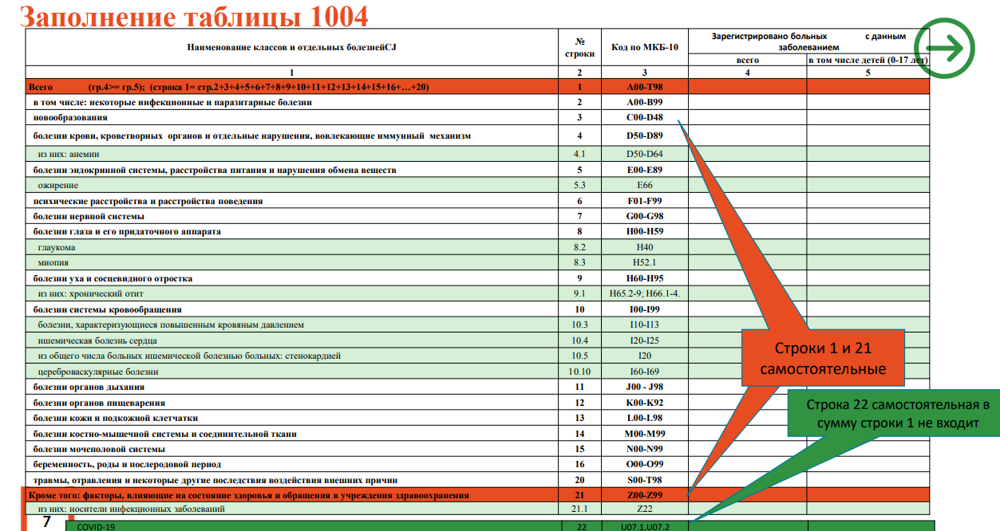 Заполнение таблицы 1004
Наименование классов и отдельных болезнейCJ
№ строки
Код по МКБ-10
Зарегистрировано больных с данным заболеванием
всего
в том числе детей (0-17 лет)
1 2 3 4 5
Всего (гр.4>= гр.5); (строка 1= стр.2+3+4+5+6+7+8+9+10+11+12+13+14+15+16+…+20) 1 A00-T98
в том числе: некоторые инфекционные и паразитарные болезни 2 A00-B99
новообразования 3 C00-D48
болезни крови, кроветворных органов и отдельные нарушения, вовлекающие иммунный механизм 4 D50-D89
из них: анемии 4.1 D50-D64
болезни эндокринной системы, расстройства питания и нарушения обмена веществ 5 E00-E89
ожирение 5.3 E66
психические расстройства и расстройства поведения 6 F01-F99
болезни нервной системы 7 G00-G98
болезни глаза и его придаточного аппарата 8 H00-H59
глаукома 8.2 H40
миопия 8.3 H52.1
болезни уха и сосцевидного отростка 9 H60-H95
из них: хронический отит 9.1 H65.2-9; H66.1-4.
болезни системы кровообращения 10 I00-I99
болезни, характеризующиеся повышенным кровяным давлением 10.3 I10-I13
ишемическая болезнь сердца 10.4 I20-I25
из общего числа больных ишемической болезнью больных: стенокардией 10.5 I20
цереброваскулярные болезни 10.10 I60-I69
болезни органов дыхания 11 J00 - J98
болезни органов пищеварения 12 K00-K92
болезни кожи и подкожной клетчатки 13 L00-L98
болезни костно-мышечной системы и соединительной ткани 14 M00-M99
болезни мочеполовой системы 15 N00-N99
беременность, роды и послеродовой период 16 O00-O99
травмы, отравления и некоторые другие последствия воздействия внешних причин 20 S00-T98
Кроме того: факторы, влияющие на состояние здоровья и обращения в учреждения здравоохранения 21 Z00-Z99
из них: носители инфекционных заболеваний 21.1 Z22
COVID-19 22 U07.1,U07.2
Строки 1 и 21
самостоятельные
Строка 22 самостоятельная в
сумму строки 1 не входит
7